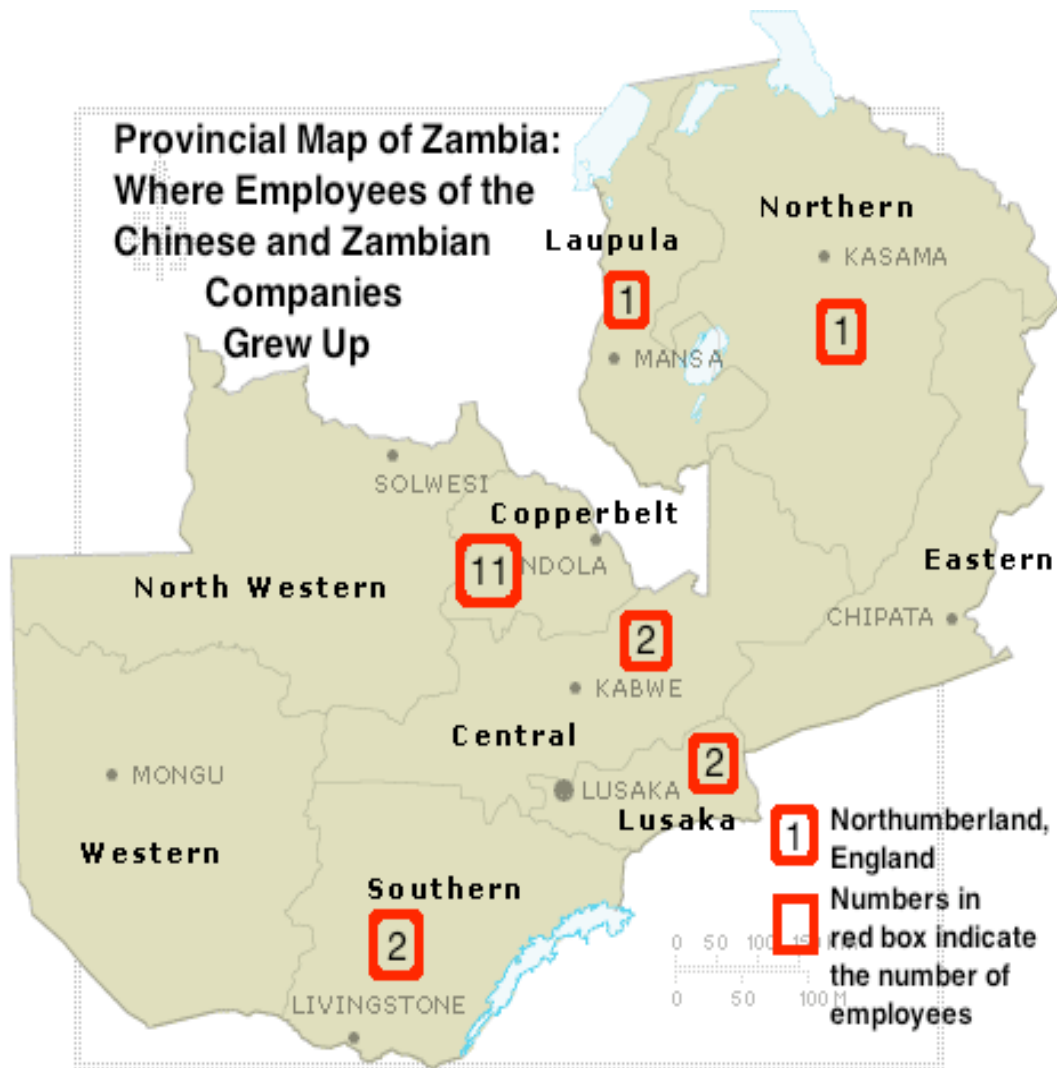 Provincial Map of Zambia:
Where Employees of the
Chinese and Zambian
Companies
Grew Up
Northern
Laupula
KASAMA
1
1
MANSA
SOLWESI
Copperbelt
11
NDOLA
Eastern
North Western
CHIPATA
2
KABWE
Central
2
MONGU
LUSAKA
Lusaka
Western
1
Northumberland,
England
Southern
2
Numbers in
red box indicate
the number of
employees
0 50 100 150 KM
0 50 100 M
LIVINGSTONE